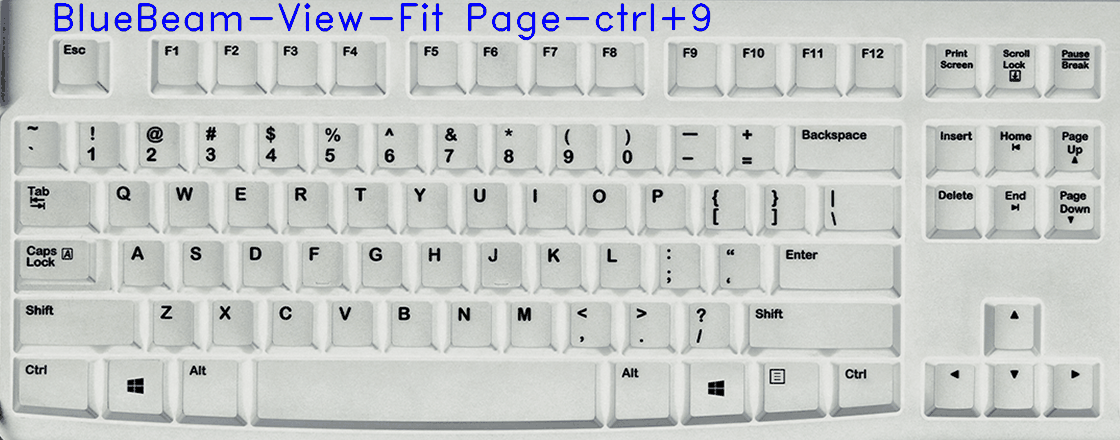 BlueBeam-View-Fit Page-ctrl+9
Esc F1 F2 F3 F4 F5 F6 F7 F8 F9 F10 F11 F12 Print Screen Scroll Lock Pause Break
~ ! @ # $ % ^ & * ( ) — + Backspace Insert Home Page Up
` 1 2 3 4 5 6 7 8 9 0 - =
Tab Q W E R T Y U I O P { } | Delete End Page Down
[ ] \
Caps Lock A A S D F G H J K L : “ Enter
; ‘
Shift Z X C V B N M < > ? Shift
, . /
Ctrl Alt Alt Ctrl